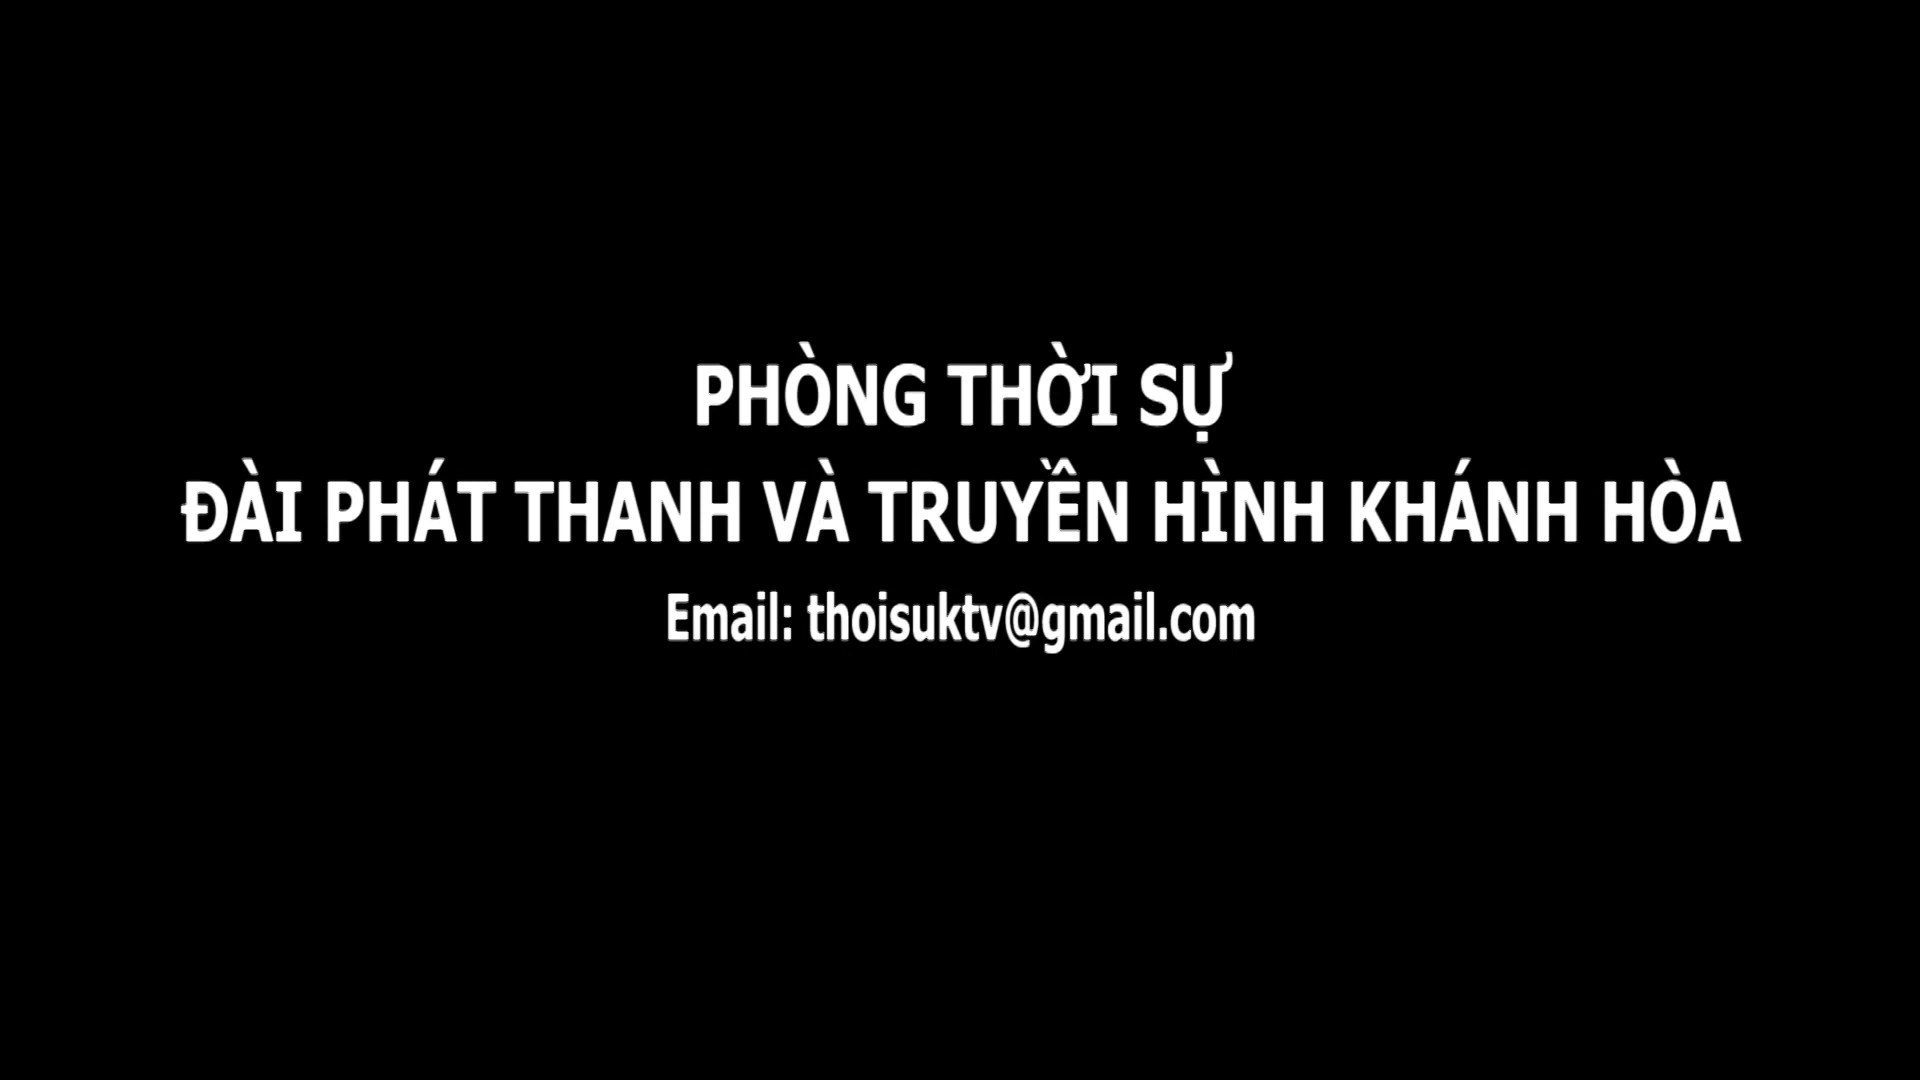 PHÒNG THỜI SỰ
ĐÀI PHÁT THANH VÀ TRUYỀN HÌNH KHÁNH HÒA
Email: thoisuktv@gmail.com